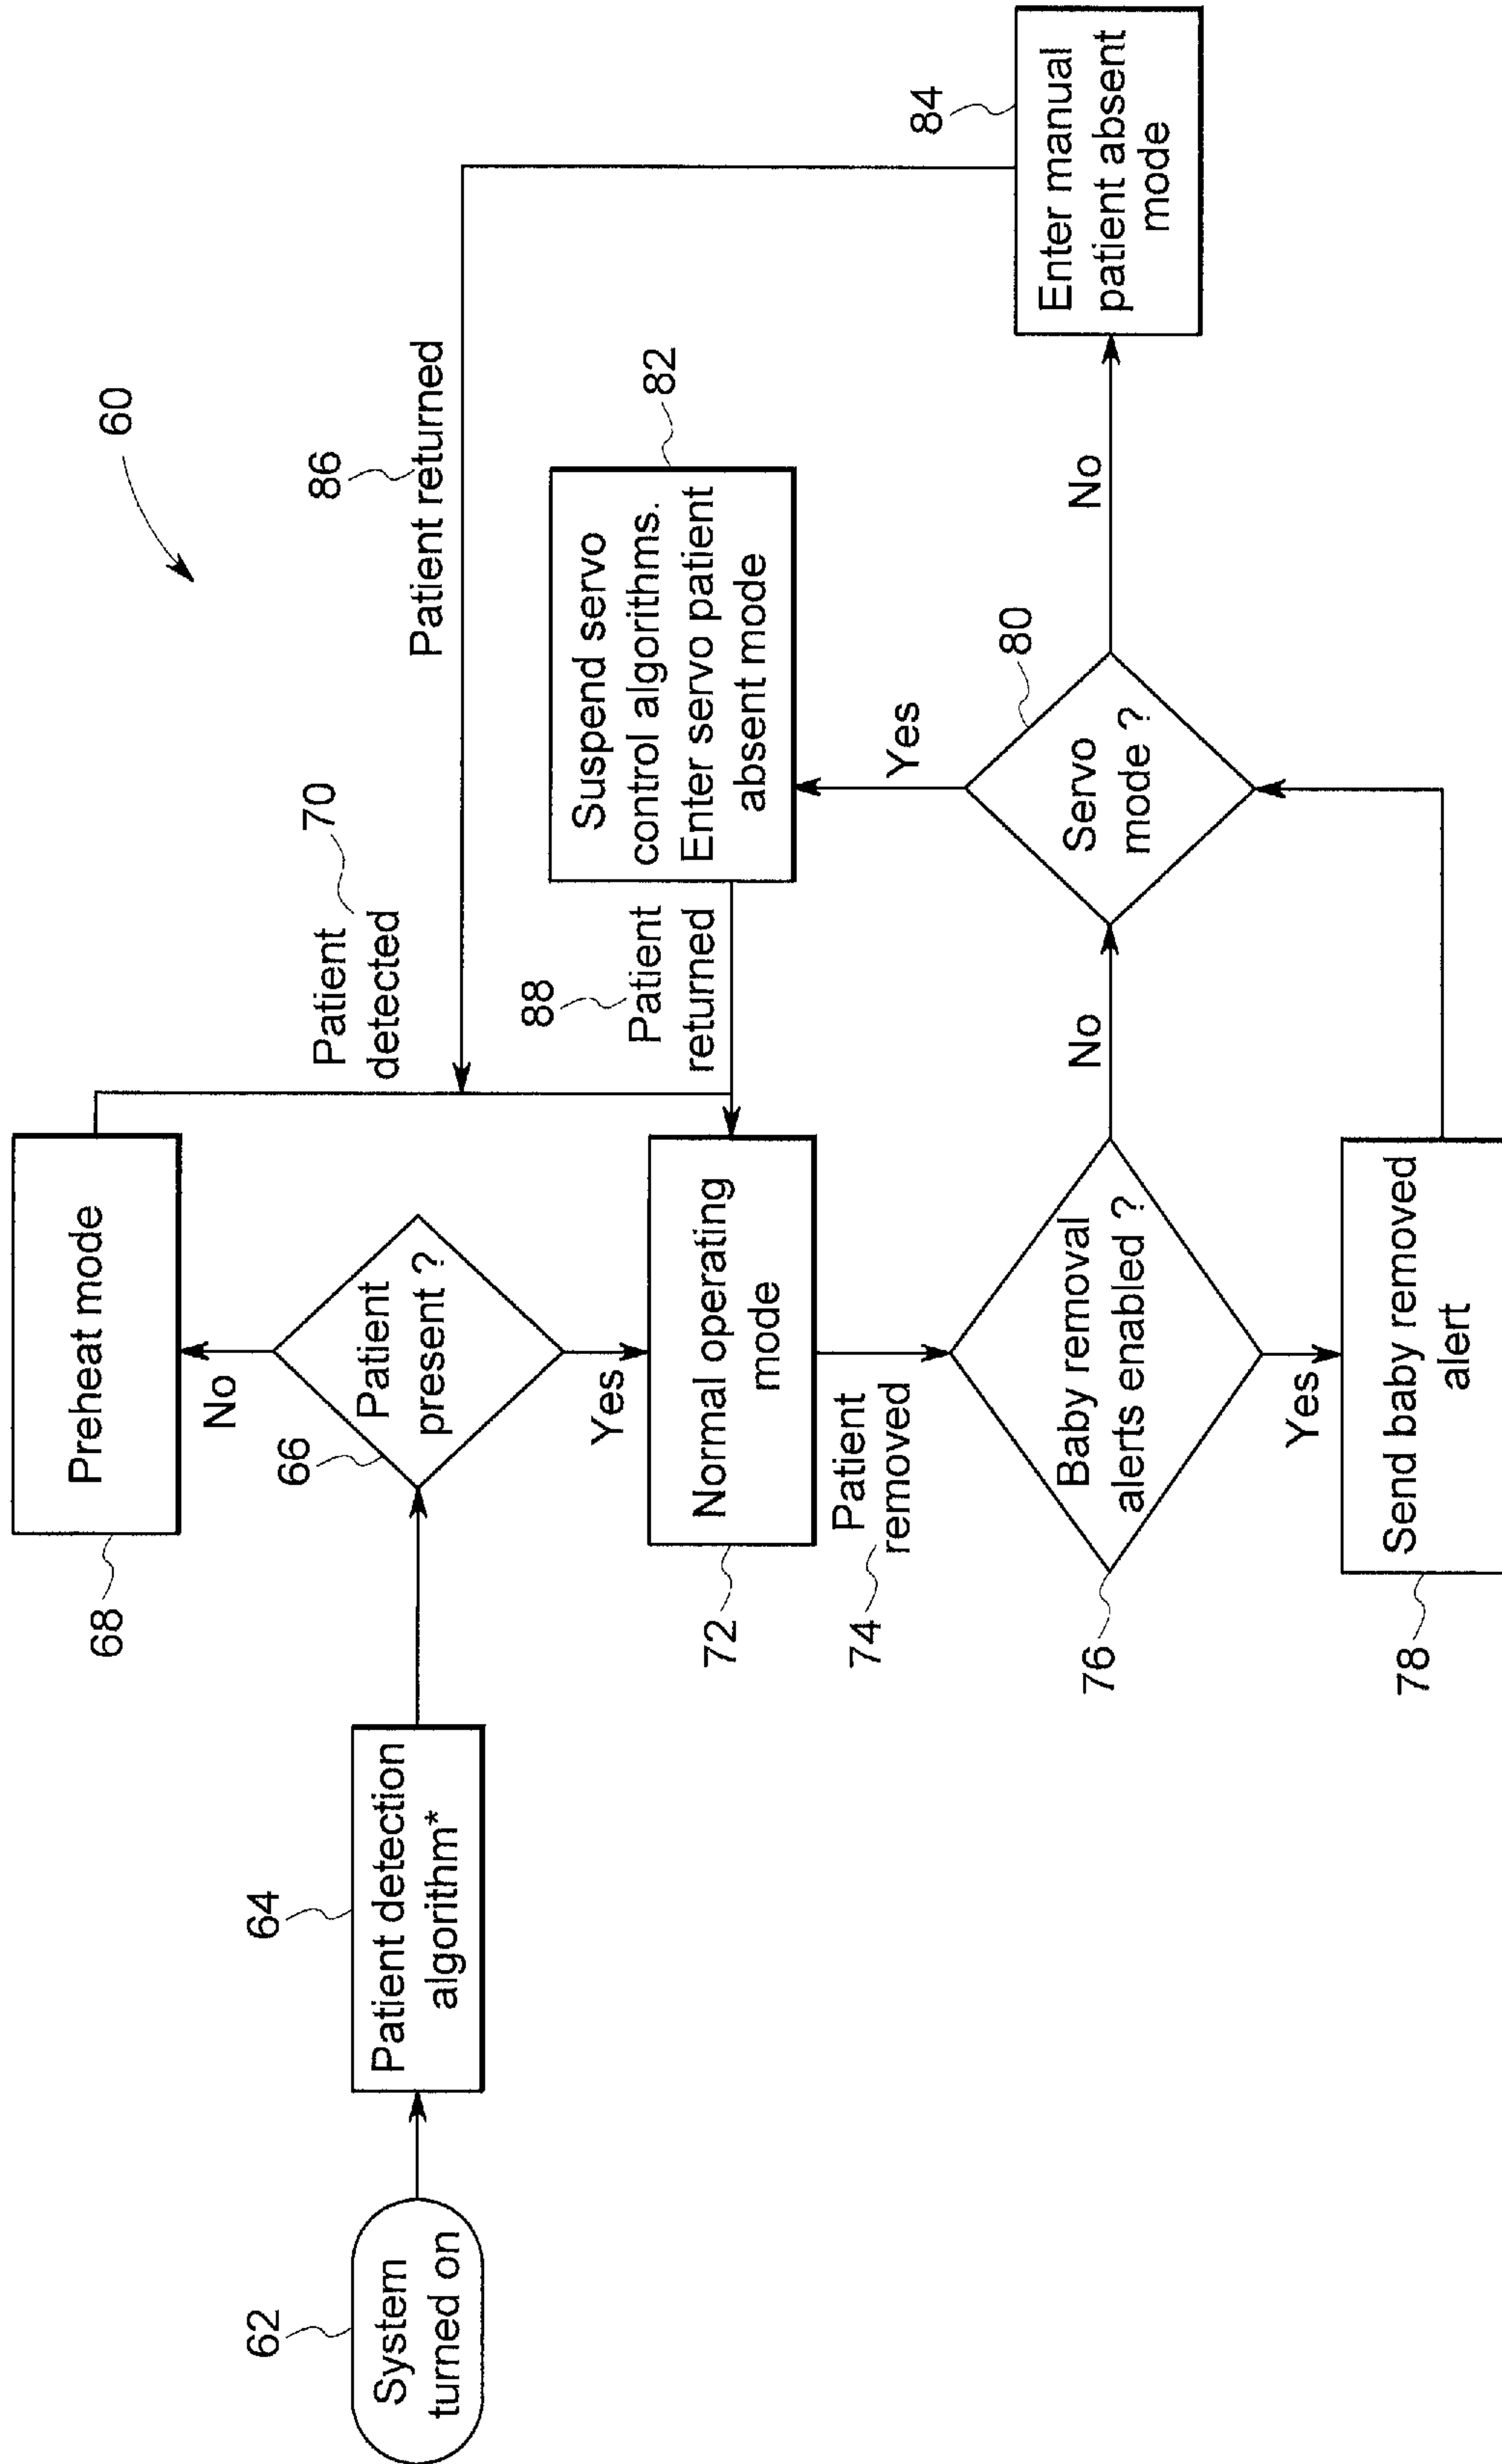 60
62
System
turned on
64
Patient detection
algorithm*
66
Patient
present ?
No
Yes
68
Preheat mode
Patient
detected
70
72
Normal operating
mode
Patient
removed
74
76
Baby removal
alerts enabled ?
No
Yes
78
Send baby removed
alert
80
Servo
mode ?
Yes
No
82
Suspend servo
control algorithms.
Enter servo patient
absent mode
88
Patient
returned
84
Enter manual
patient absent
mode
86
Patient returned